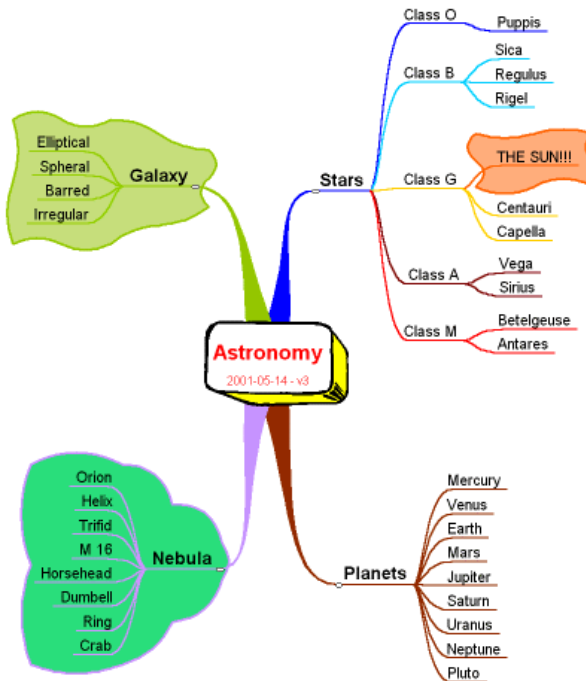 Astronomy
2001-05-14 - v3
Galaxy
Elliptical
Spheral
Barred
Irregular
Stars
Class O
Puppis
Class B
Sica
Regulus
Rigel
Class G
THE SUN!!!
Centauri
Capella
Class A
Vega
Sirius
Class M
Betelgeuse
Antares
Nebula
Orion
Helix
Trifid
M 16
Horsehead
Dumbell
Ring
Crab
Planets
Mercury
Venus
Earth
Mars
Jupiter
Saturn
Uranus
Neptune
Pluto